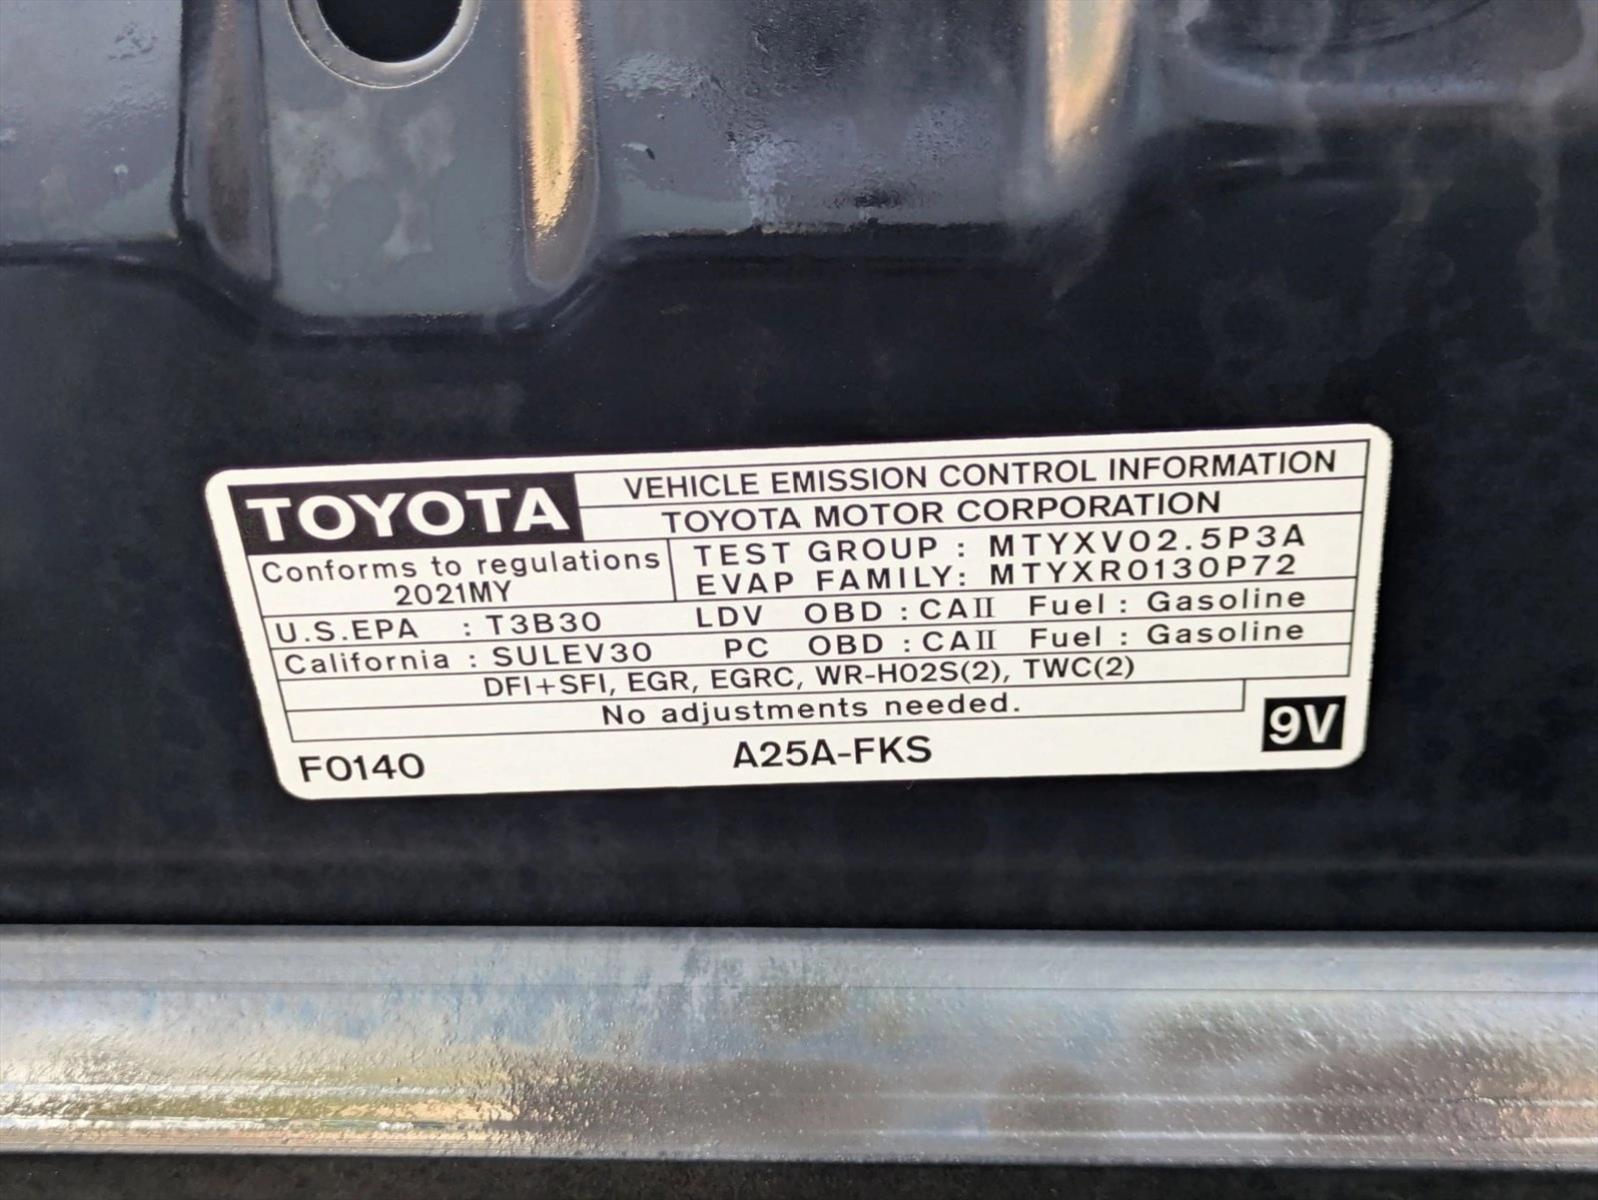 TOYOTA
VEHICLE EMISSION CONTROL INFORMATION
TOYOTA MOTOR CORPORATION
Conforms to regulations
2021MY
TEST GROUP : MTYXV02.5P3A
EVAP FAMILY: MTYXR0130P72
U.S.EPA : T3B30 LDV OBD : CAII Fuel : Gasoline
California : SULEV30 PC OBD : CAII Fuel : Gasoline
DFI+SFI, EGR, EGRC, WR-HO2S(2), TWC(2)
No adjustments needed.
9V
F0140
A25A-FKS